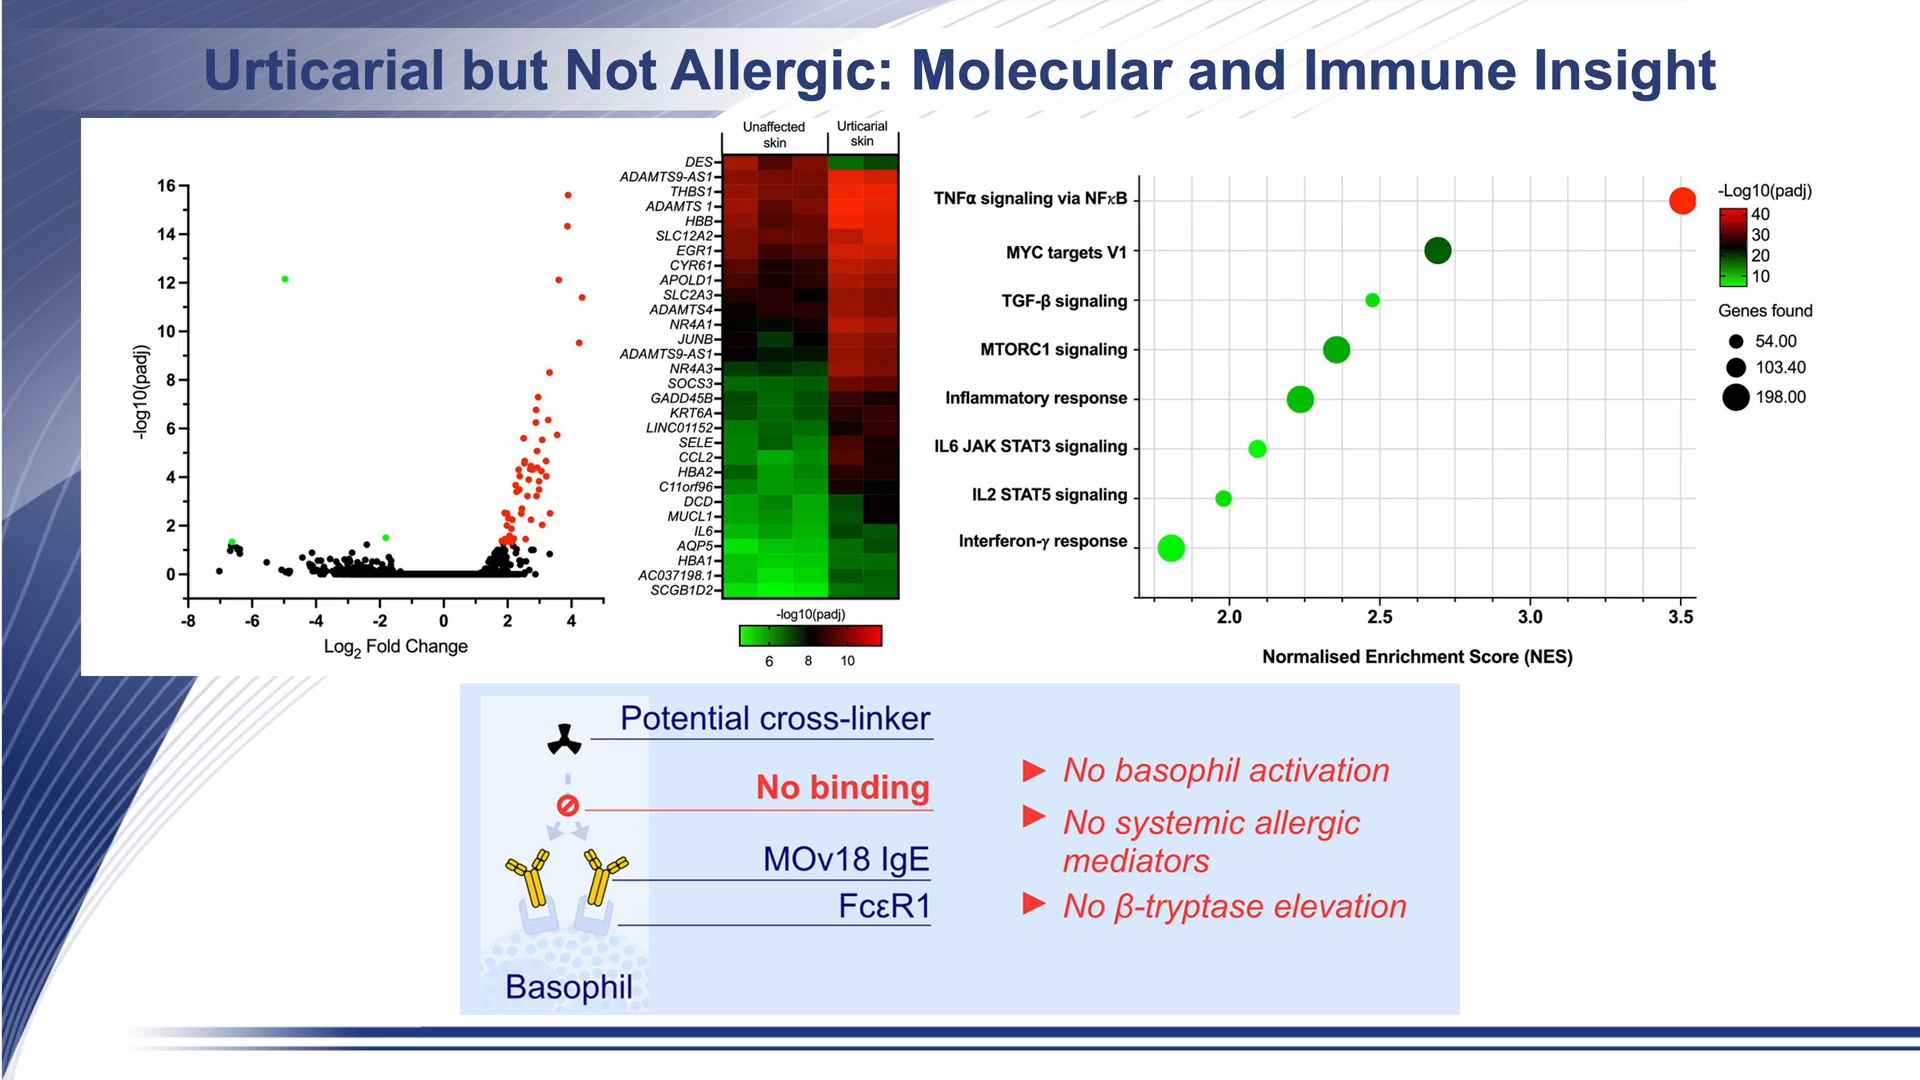 Urticarial but Not Allergic: Molecular and Immune Insight
16
14
12
10
8
6
4
2
0
-log10(padj)
-8 -6 -4 -2 0 2 4
Log2 Fold Change
Unaffected skin
Urticarial skin
DES
ADAMTS9-AS1
THBS1
ADAMTS 1
HBB
SLC12A2
EGR1
CYR61
APOLD1
SLC2A3
ADAMTS4
NR4A1
JUNB
ADAMTS9-AS1
NR4A3
SOCS3
GADD45B
KRT6A
LINC01152
SELE
CCL2
HBA2
C11orf96
DCD
MUCL1
IL6
AQP5
HBA1
AC037198.1
SCGB1D2
-log10(padj)
6 8 10
TNFα signaling via NFκB
MYC targets V1
TGF-β signaling
MTORC1 signaling
Inflammatory response
IL6 JAK STAT3 signaling
IL2 STAT5 signaling
Interferon-γ response
2.0 2.5 3.0 3.5
Normalised Enrichment Score (NES)
-Log10(padj)
40
30
20
10
Genes found
54.00
103.40
198.00
Potential cross-linker
No binding
MOv18 IgE
FcεR1
Basophil
► No basophil activation
► No systemic allergic
mediators
► No β-tryptase elevation